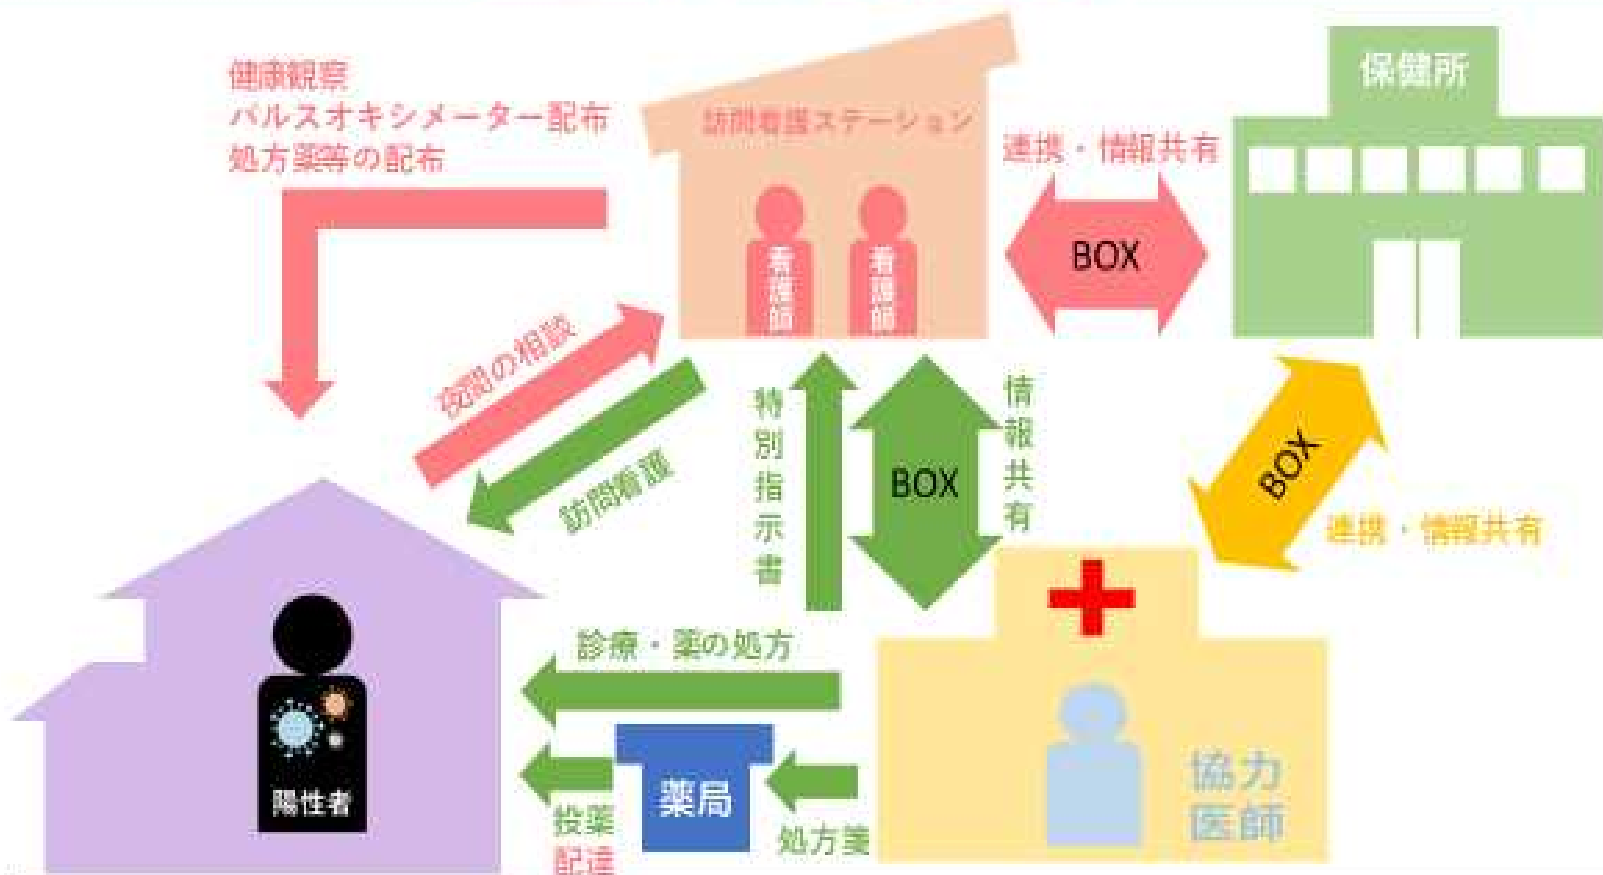 健康観察
パルスオキシメーター配布
処方薬等の配布
訪問看護ステーション
保健所
連携・情報共有
BOX
看護師
看護師
夜間の相談
訪問看護
特別指示書
BOX
情報共有
BOX
連携・情報共有
診療・薬の処方
陽性者
薬局
投薬
配達
処方箋
協力
医師